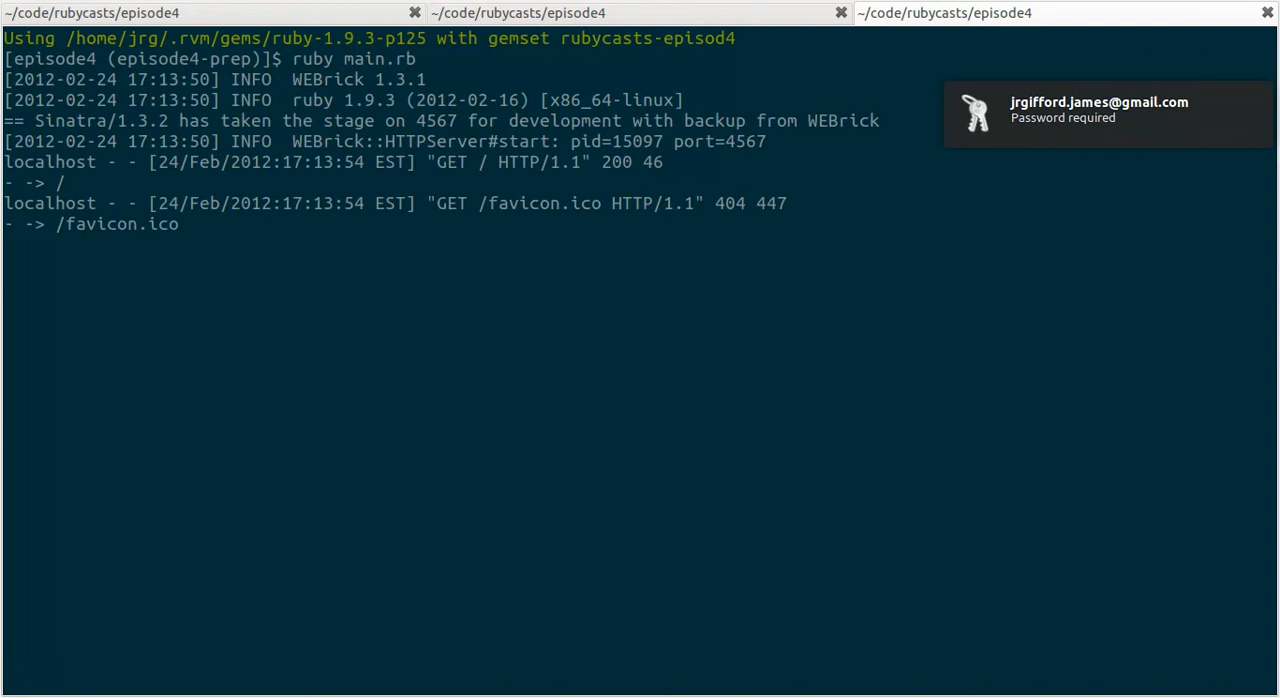 ~/code/rubycasts/episode4 ~/code/rubycasts/episode4 ~/code/rubycasts/episode4
Using /home/jrg/.rvm/gems/ruby-1.9.3-p125 with gemset rubycasts-episod4
[episode4 (episode4-prep)]$ ruby main.rb
[2012-02-24 17:13:50] INFO  WEBrick 1.3.1
[2012-02-24 17:13:50] INFO  ruby 1.9.3 (2012-02-16) [x86_64-linux]
== Sinatra/1.3.2 has taken the stage on 4567 for development with backup from WEBrick
[2012-02-24 17:13:50] INFO  WEBrick::HTTPServer#start: pid=15097 port=4567
localhost - - [24/Feb/2012:17:13:54 EST] "GET / HTTP/1.1" 200 46
- -> /
localhost - - [24/Feb/2012:17:13:54 EST] "GET /favicon.ico HTTP/1.1" 404 447
- -> /favicon.ico
jrgifford.james@gmail.com
Password required